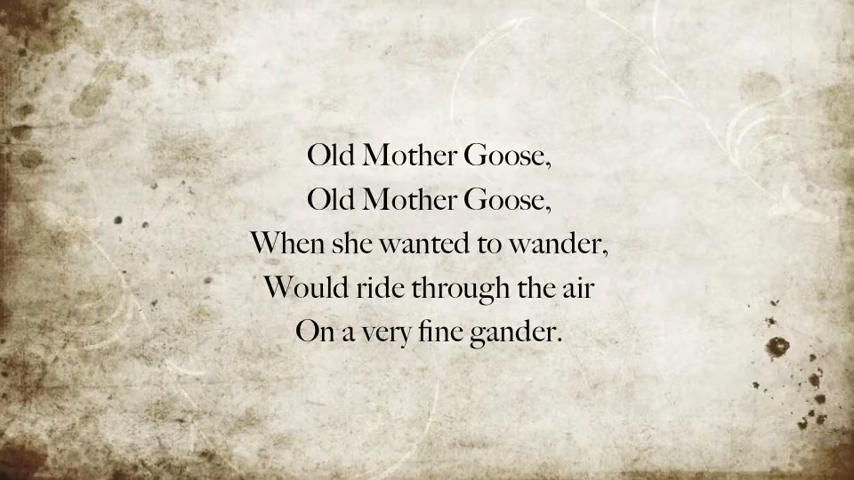 Old Mother Goose,
Old Mother Goose,
When she wanted to wander,
Would ride through the air
On a very fine gander.